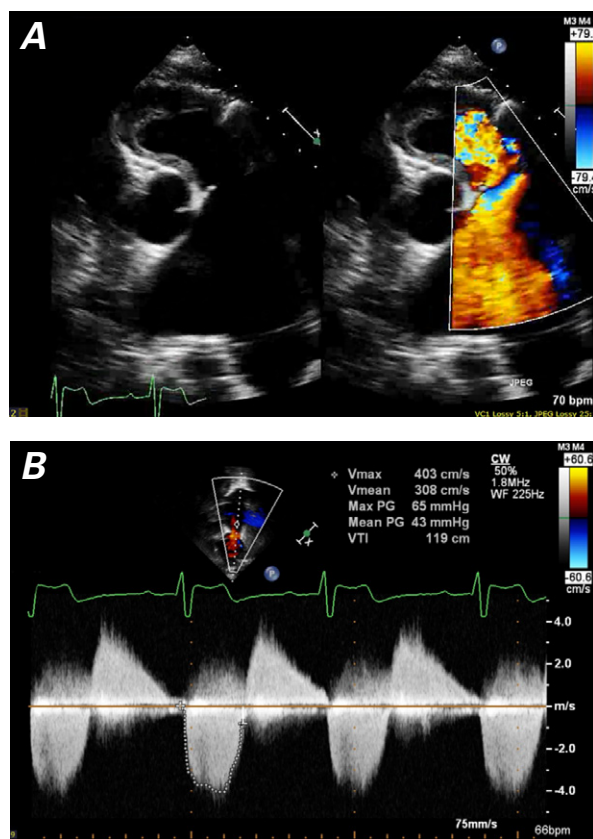 A
M3 M4
+79.
P
-79.4
cm/s
JPEG
70 bpm
2
VC1 Lossy 5:1, JPEG Lossy 25:
B
M3 M4
+60.6
-60.6
cm/s
Vmax 403 cm/s
Vmean 308 cm/s
Max PG 65 mmHg
Mean PG 43 mmHg
VTI 119 cm
CW
50%
1.8MHz
WF 225Hz
P
4.0
2.0
m/s
-2.0
-4.0
75mm/s
66bpm